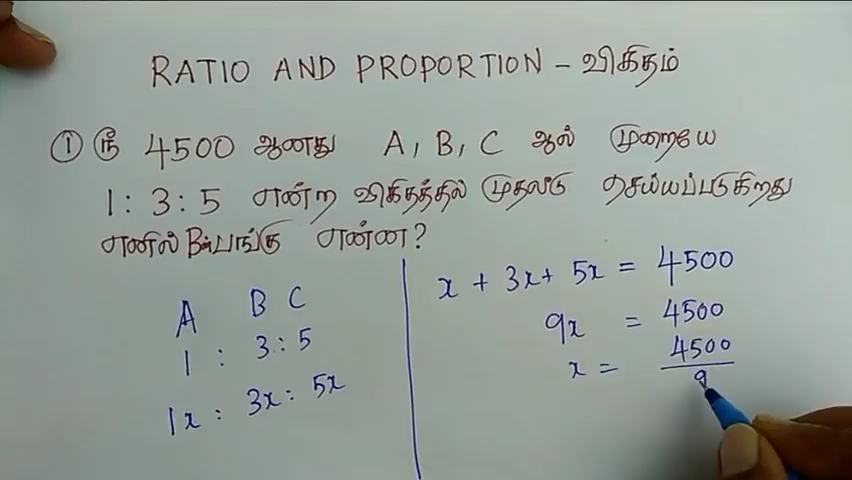 RATIO AND PROPORTION - விகிதம்
① ரூ 4500 ஆனது A, B, C ஆல் முறையே
1 : 3 : 5 என்ற விகிதத்தில் முதலீடு செய்யப்படுகிறது
எனில் Bன் பங்கு என்ன?
A B C
1 : 3 : 5
1x : 3x : 5x
x + 3x + 5x = 4500
9x = 4500
x = 4500
9